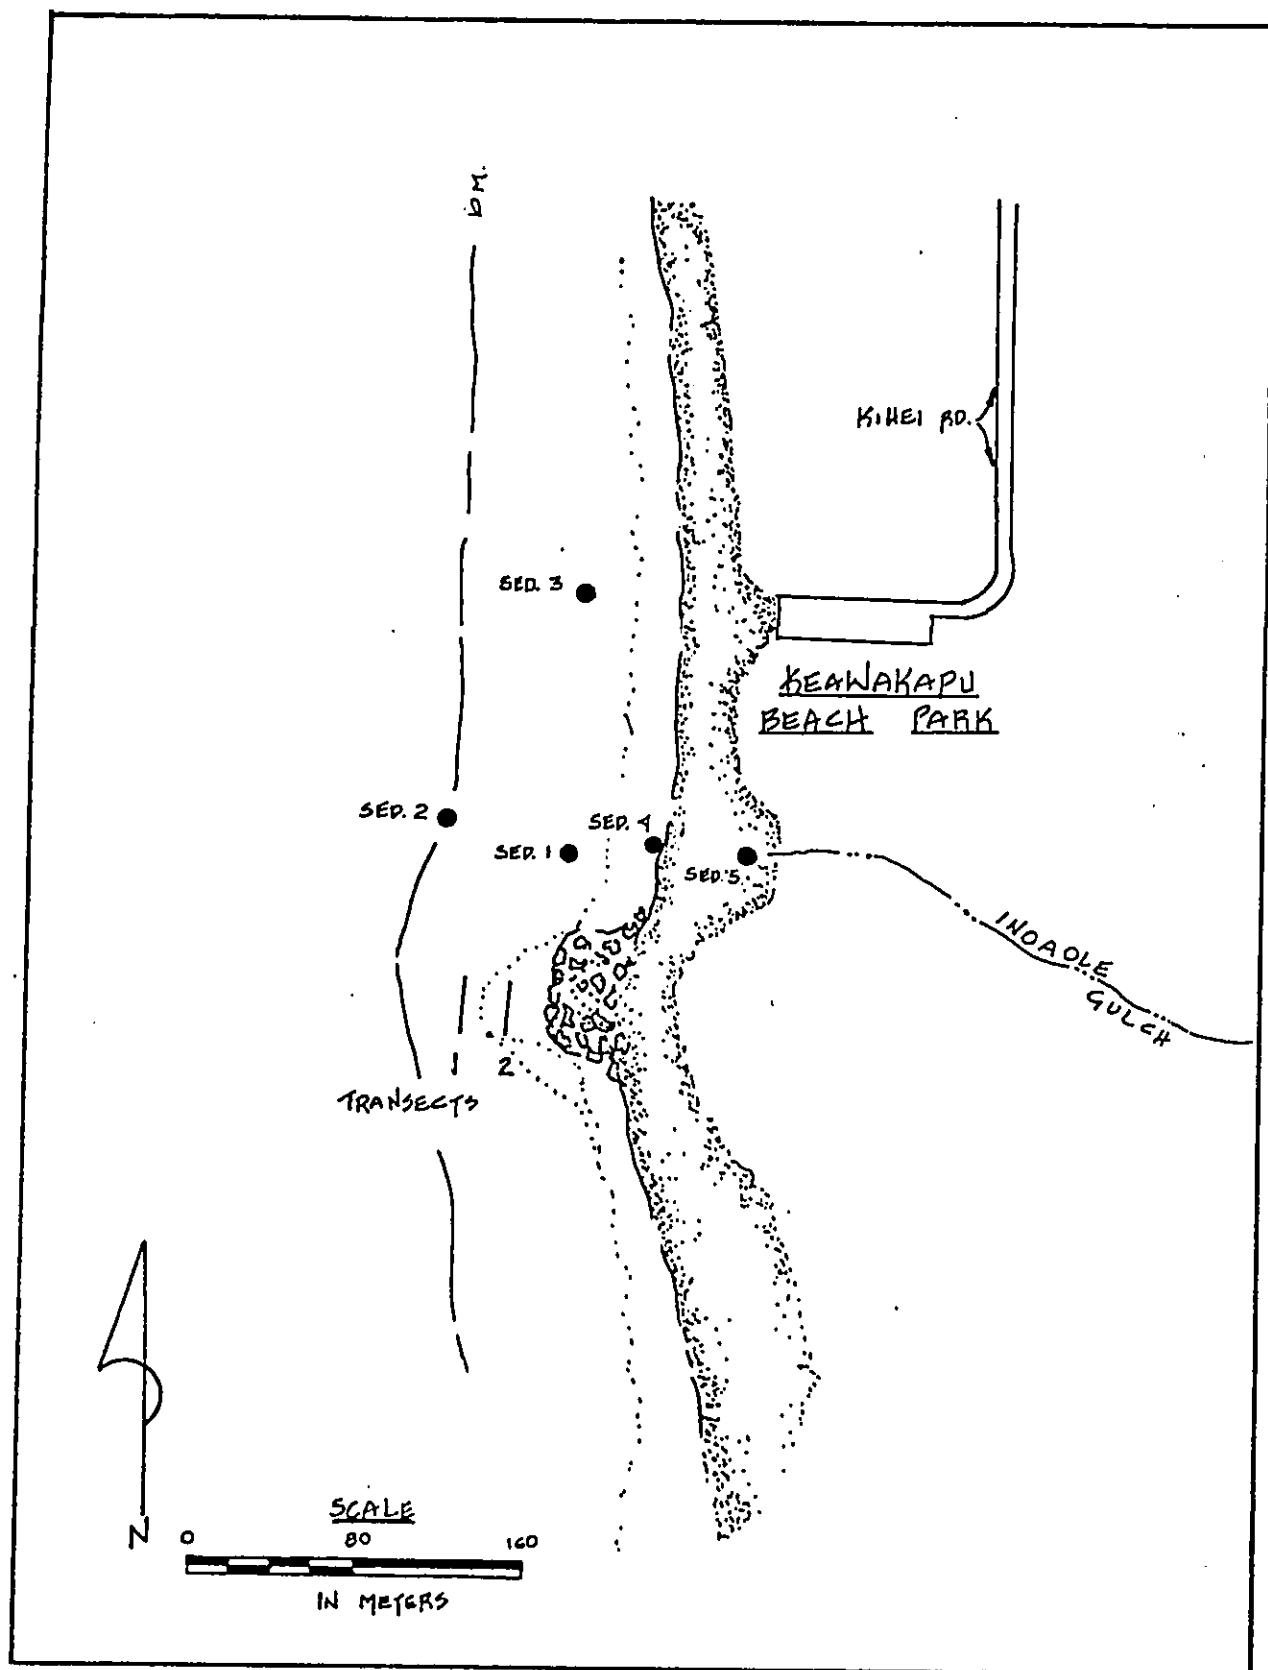 KIHEI RD.
SED. 3
KEAWAKAPU
BEACH PARK
SED. 2
SED. 4
SED. 1
SED. 5
INOAOLE
GULCH
1
2
TRANSECTS
SCALE
N
0 80 160
IN METERS